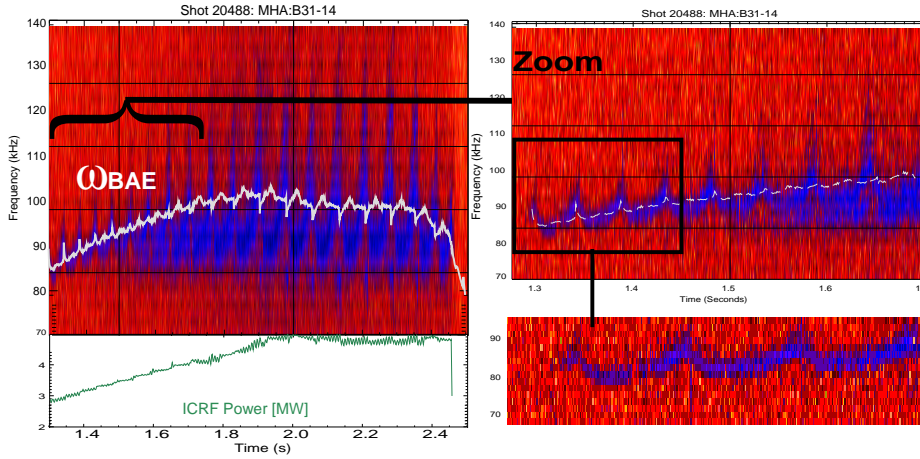 Shot 20488: MHA:B31-14
140
130
120
110
100
90
80
70
Frequency (kHz)
ωBAE
4
3
2
ICRF Power [MW]
1.4 1.6 1.8 2.0 2.2 2.4
Time (s)
Shot 20488: MHA:B31-14
140
130
120
110
100
90
80
70
Frequency (kHz)
Zoom
1.3 1.4 1.5 1.6
Time (Seconds)
90
80
70